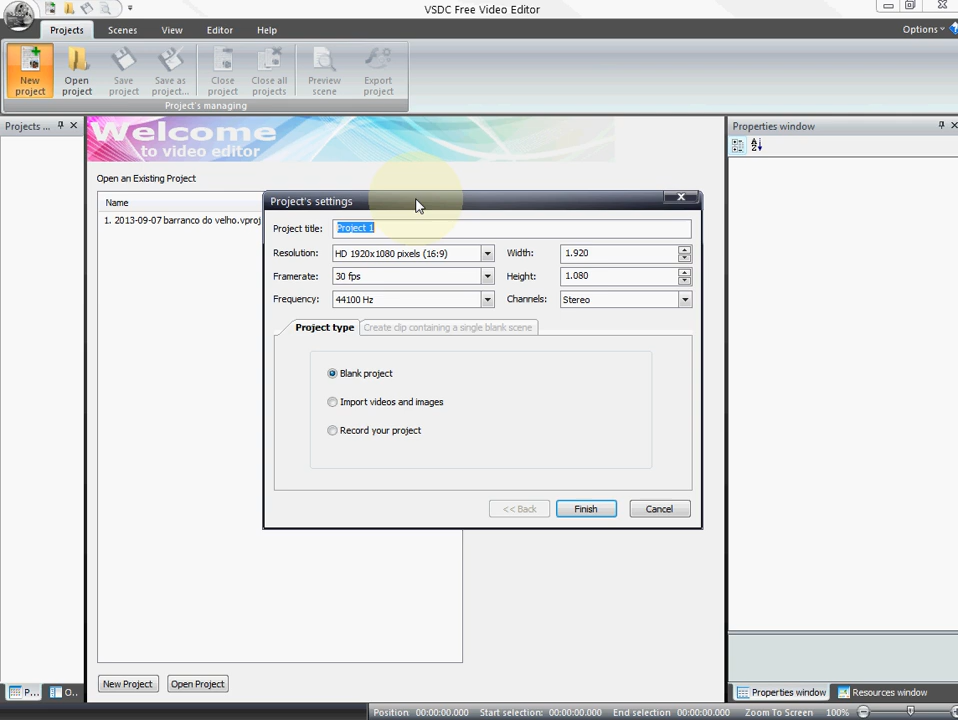 VSDC Free Video Editor
Projects Scenes View Editor Help Options
New project Open project Save project Save as project... Close project Close all projects Preview scene Export project
Project's managing
Projects ...
Welcome
to video editor
Properties window
Open an Existing Project
Name
1. 2013-09-07 barranco do velho.vproj
Project's settings
Project title: Project 1
Resolution: HD 1920x1080 pixels (16:9) Width: 1.920
Framerate: 30 fps Height: 1.080
Frequency: 44100 Hz Channels: Stereo
Project type Create clip containing a single blank scene
Blank project
Import videos and images
Record your project
<< Back Finish Cancel
New Project Open Project
P... O... Properties window Resources window
Position: 00:00:00.000 Start selection: 00:00:00.000 End selection: 00:00:00.000 Zoom To Screen 100%